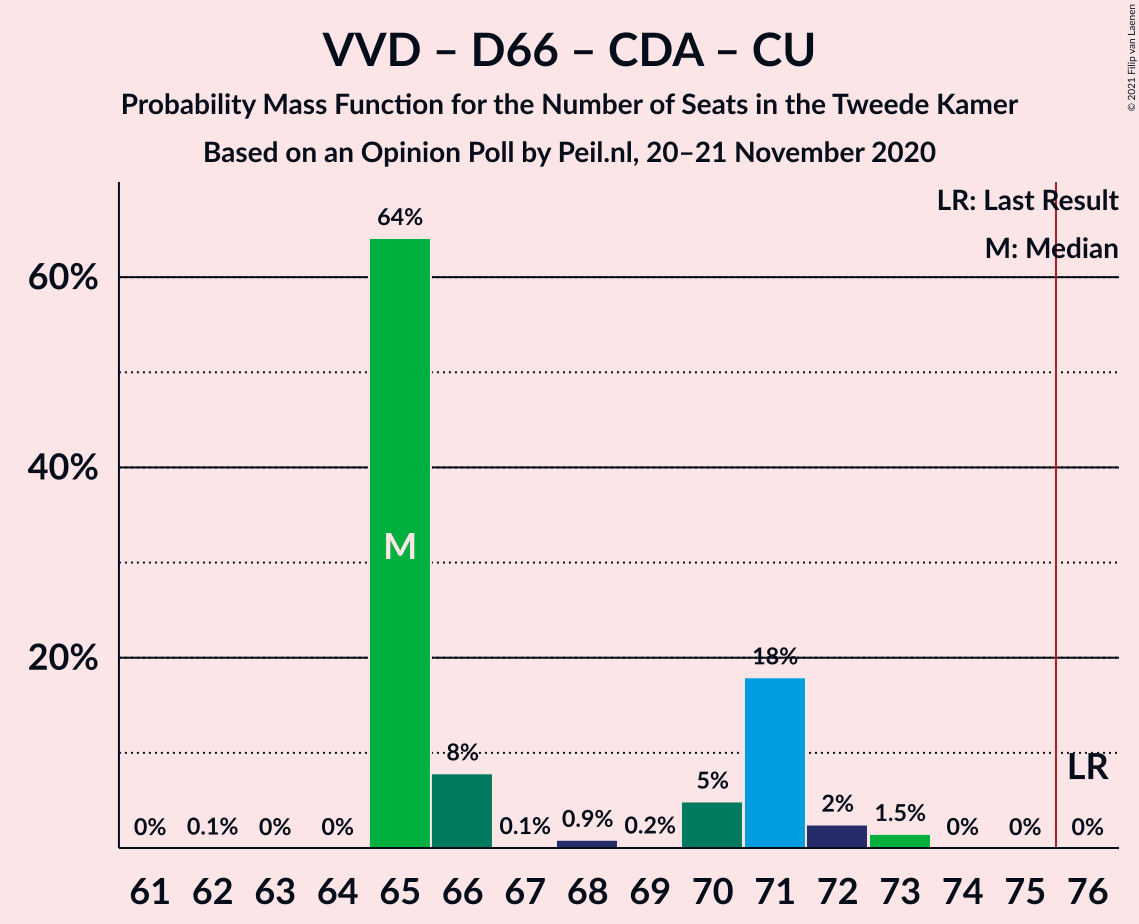 VVD – D66 – CDA – CU
Probability Mass Function for the Number of Seats in the Tweede Kamer
Based on an Opinion Poll by Peil.nl, 20–21 November 2020
© 2021 Filip van Laenen
LR: Last Result
M: Median
60%
40%
20%
0% 0.1% 0% 0% 64% 8% 0.1% 0.9% 0.2% 5% 18% 2% 1.5% 0% 0% 0%
M
LR
61 62 63 64 65 66 67 68 69 70 71 72 73 74 75 76